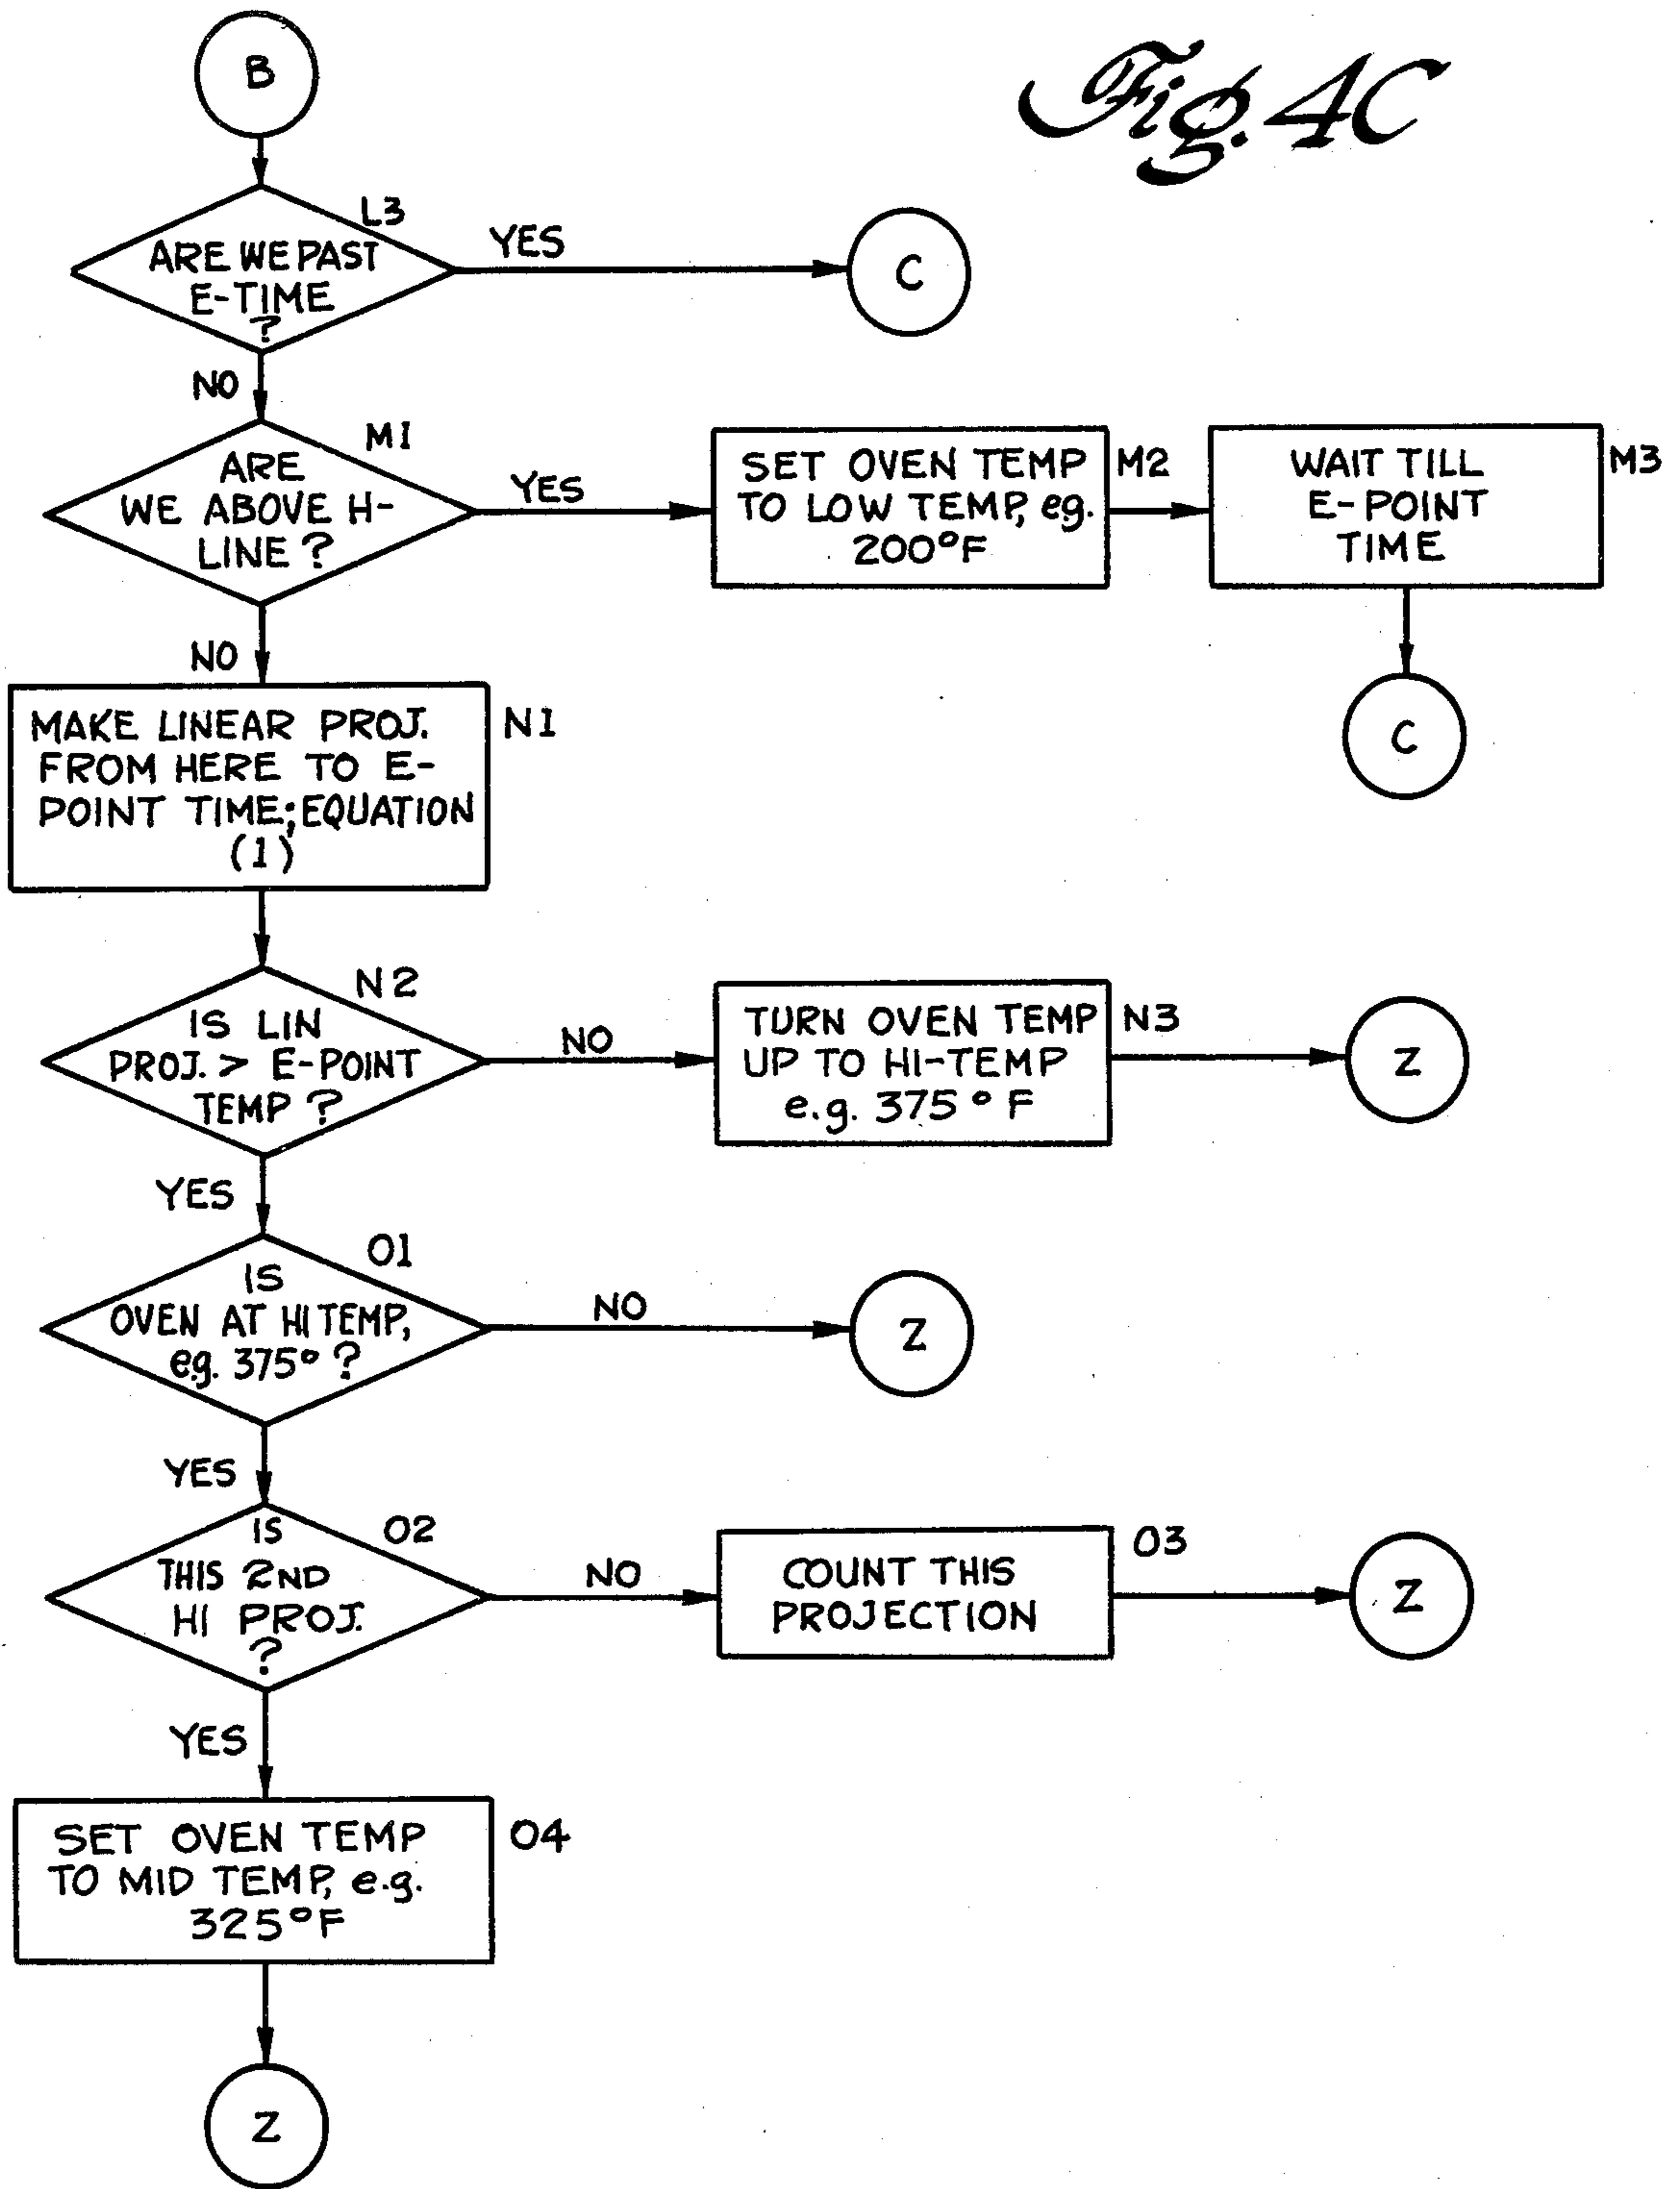 Fig. 4C
B
L3
ARE WE PAST
E-TIME
?
YES
C
NO
M1
ARE
WE ABOVE H-
LINE ?
YES
SET OVEN TEMP
TO LOW TEMP, eg.
200°F
M2
WAIT TILL
E-POINT
TIME
M3
C
NO
MAKE LINEAR PROJ.
FROM HERE TO E-
POINT TIME; EQUATION
(1)
N1
N2
IS LIN
PROJ. > E-POINT
TEMP ?
NO
TURN OVEN TEMP
UP TO HI-TEMP
e.g. 375° F
N3
Z
YES
O1
IS
OVEN AT HI TEMP,
e.g. 375° ?
NO
Z
YES
O2
IS
THIS 2ND
HI PROJ.
?
NO
COUNT THIS
PROJECTION
O3
Z
YES
SET OVEN TEMP
TO MID TEMP, e.g.
325°F
O4
Z